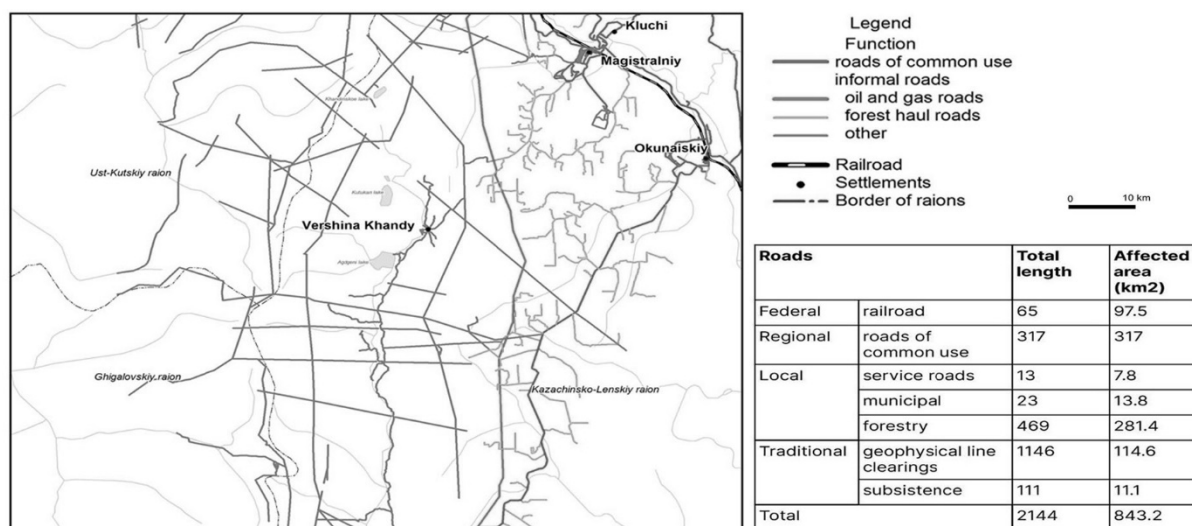 Kluchi
Magistralniy
Okunaiskiy
Ust-Kutskiy raion
Kutukan lake
Vershina Khandy
Ghigalovskiy raion
Kazachinsko-Lenskiy raion
Legend
Function
roads of common use
informal roads
oil and gas roads
forest haul roads
other
Railroad
Settlements
Border of raions
0 10 km
Roads Total length Affected area (km2)
Federal railroad 65 97.5
Regional roads of common use 317 317
Local service roads 13 7.8
municipal 23 13.8
forestry 469 281.4
Traditional geophysical line clearings 1146 114.6
subsistence 111 11.1
Total 2144 843.2